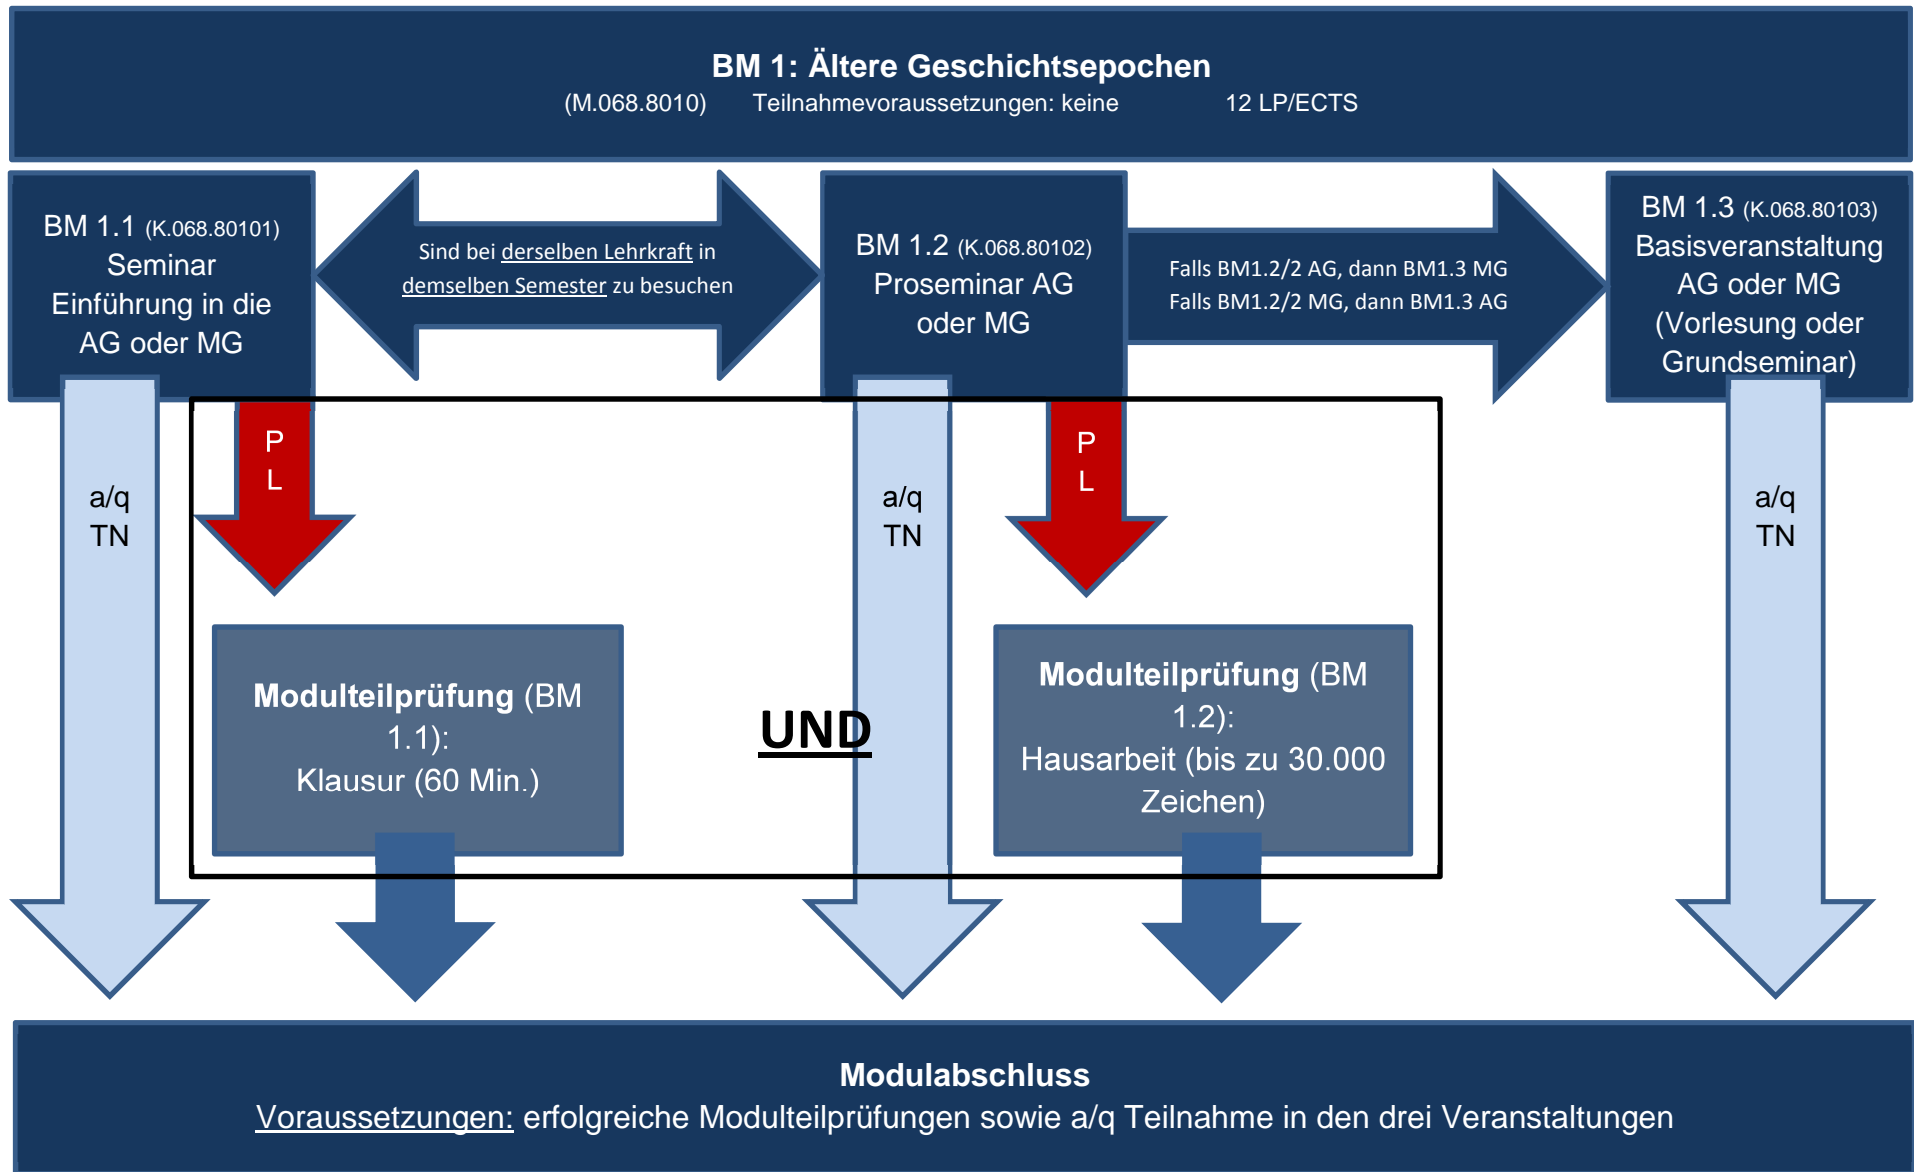 BM 1: Ältere Geschichtsepochen
(M.068.8010) Teilnahmevoraussetzungen: keine 12 LP/ECTS
BM 1.1 (K.068.80101)
Seminar
Einführung in die
AG oder MG
Sind bei derselben Lehrkraft in
demselben Semester zu besuchen
BM 1.2 (K.068.80102)
Proseminar AG
oder MG
Falls BM1.2/2 AG, dann BM1.3 MG
Falls BM1.2/2 MG, dann BM1.3 AG
BM 1.3 (K.068.80103)
Basisveranstaltung
AG oder MG
(Vorlesung oder
Grundseminar)
a/q
TN
P
L
a/q
TN
P
L
a/q
TN
Modulteilprüfung (BM
1.1):
Klausur (60 Min.)
UND
Modulteilprüfung (BM
1.2):
Hausarbeit (bis zu 30.000
Zeichen)
Modulabschluss
Voraussetzungen: erfolgreiche Modulteilprüfungen sowie a/q Teilnahme in den drei Veranstaltungen